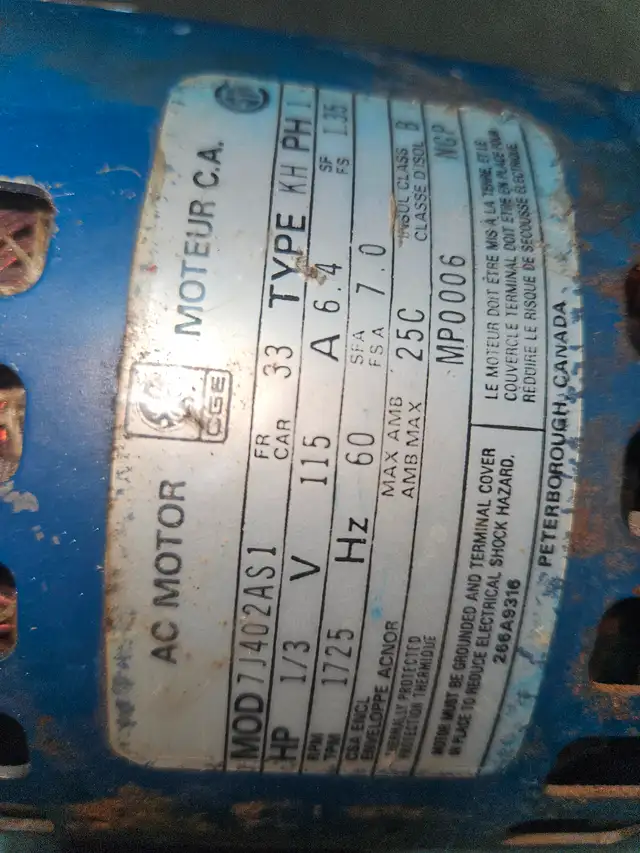 AC MOTOR CGE MOTEUR C.A.
MOD 7J402AS1 FR CAR 33 TYPE KH PH 1
HP 1/3 V 115 A 6.4 SF FS 1.35
RPM TPM 1725 Hz 60 SFA FSA 7.0
CSA ENCL ENVELOPPE ACNOR MAX AMB AMB MAX 25C INSUL CLASS CLASSE D'ISOL B
THERMALLY PROTECTED PROTECTION THERMIQUE MP0006 NGP
MOTOR MUST BE GROUNDED AND TERMINAL COVER
IN PLACE TO REDUCE ELECTRICAL SHOCK HAZARD.
266A9316
LE MOTEUR DOIT ÊTRE MIS À LA TERRE, ET LE
COUVERCLE TERMINAL DOIT ÊTRE EN PLACE POUR
RÉDUIRE LE RISQUE DE SECOUSSE ÉLECTRIQUE
PETERBOROUGH, CANADA